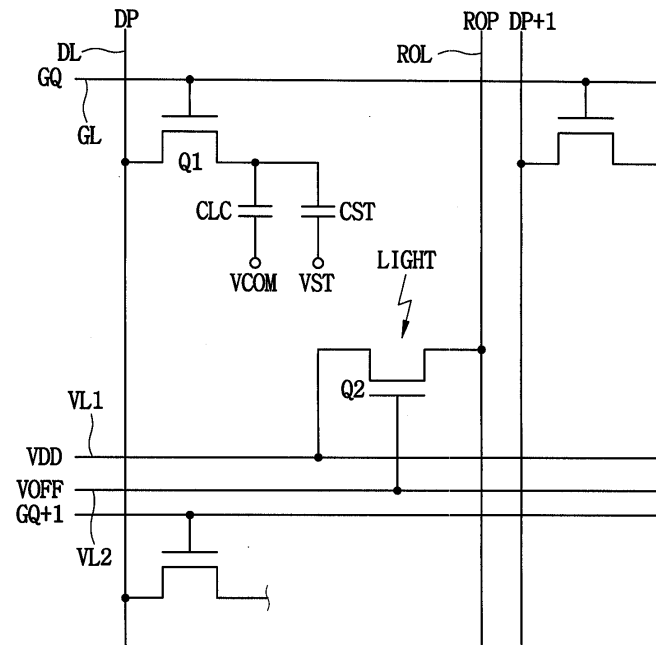 DP ROP DP+1
DL ROL
GQ
GL
Q1
CLC CST
VCOM VST
LIGHT
Q2
VL1
VDD
VOFF
GQ+1
VL2